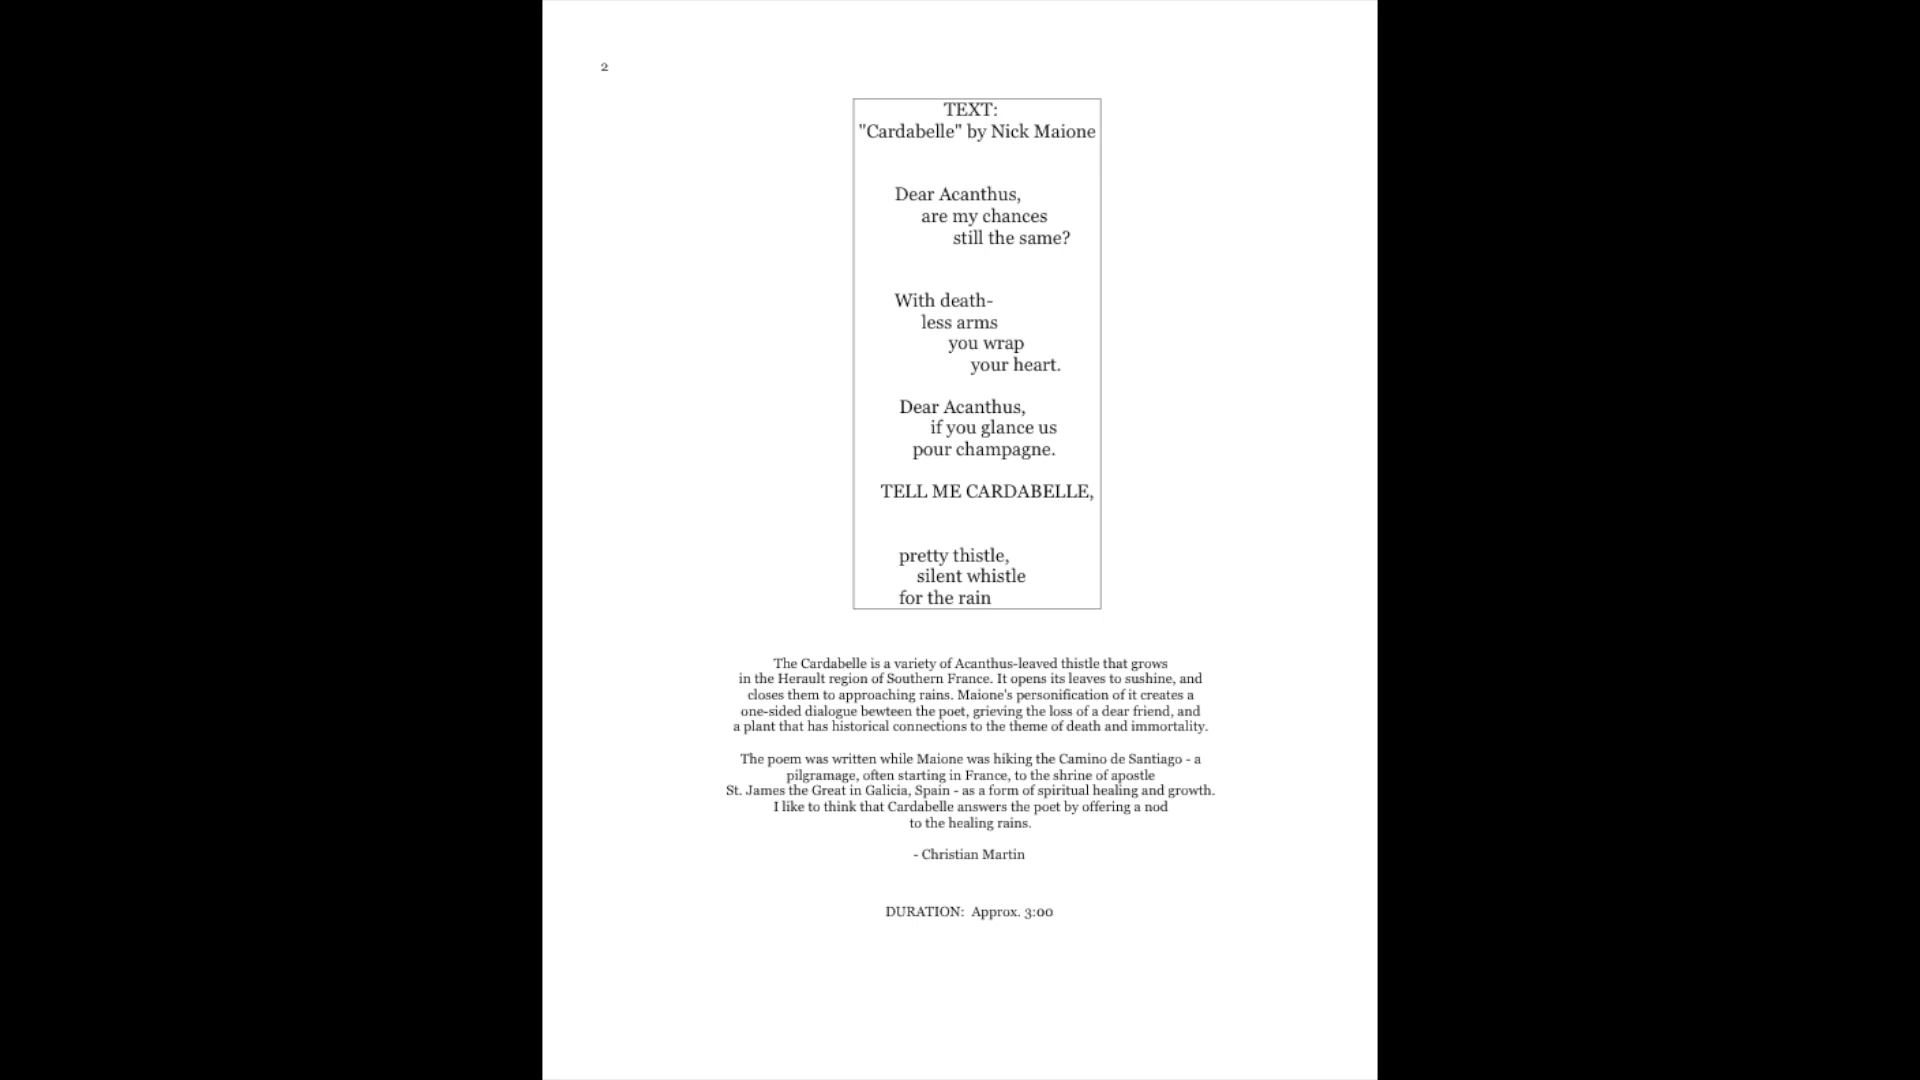 2
TEXT:
"Cardabelle" by Nick Maione
Dear Acanthus,
are my chances
still the same?
With death-
less arms
you wrap
your heart.
Dear Acanthus,
if you glance us
pour champagne.
TELL ME CARDABELLE,
pretty thistle,
silent whistle
for the rain
The Cardabelle is a variety of Acanthus-leaved thistle that grows
in the Herault region of Southern France. It opens its leaves to sushine, and
closes them to approaching rains. Maione's personification of it creates a
one-sided dialogue bewteen the poet, grieving the loss of a dear friend, and
a plant that has historical connections to the theme of death and immortality.
The poem was written while Maione was hiking the Camino de Santiago - a
pilgramage, often starting in France, to the shrine of apostle
St. James the Great in Galicia, Spain - as a form of spiritual healing and growth.
I like to think that Cardabelle answers the poet by offering a nod
to the healing rains.
- Christian Martin
DURATION: Approx. 3:00